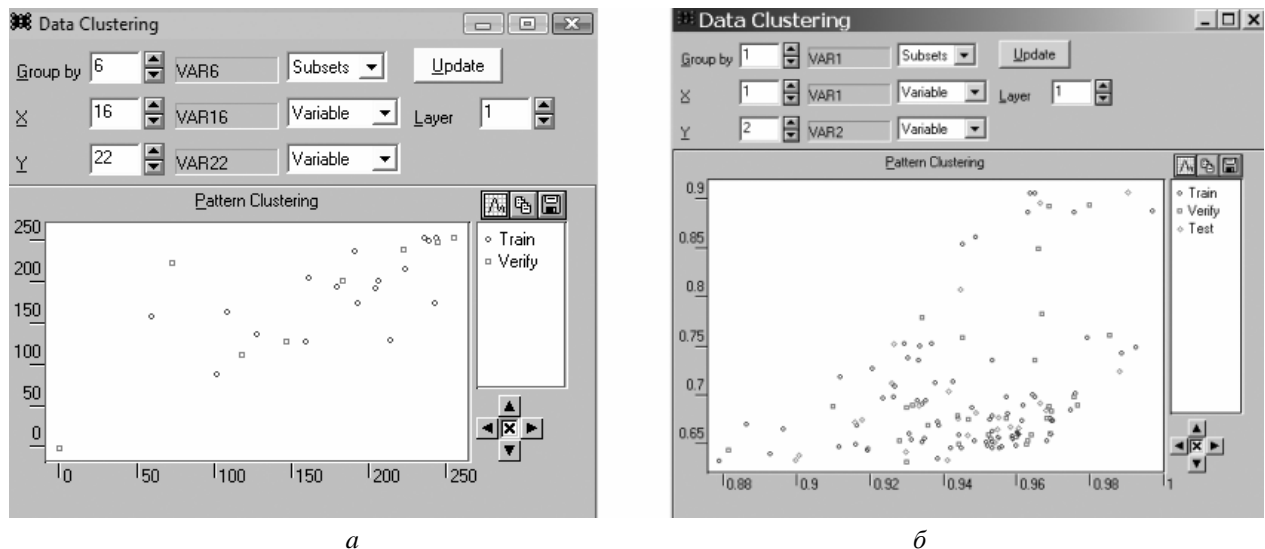 Data Clustering
Group by 6 VAR6 Subsets Update
X 16 VAR16 Variable Layer 1
Y 22 VAR22 Variable
Pattern Clustering
250
200
150
100
50
0
0 50 100 150 200 250
Train
Verify
а
Data Clustering
Group by 1 VAR1 Subsets Update
X 1 VAR1 Variable Layer 1
Y 2 VAR2 Variable
Pattern Clustering
0.9
0.85
0.8
0.75
0.7
0.65
0.88 0.9 0.92 0.94 0.96 0.98 1
Train
Verify
Test
б